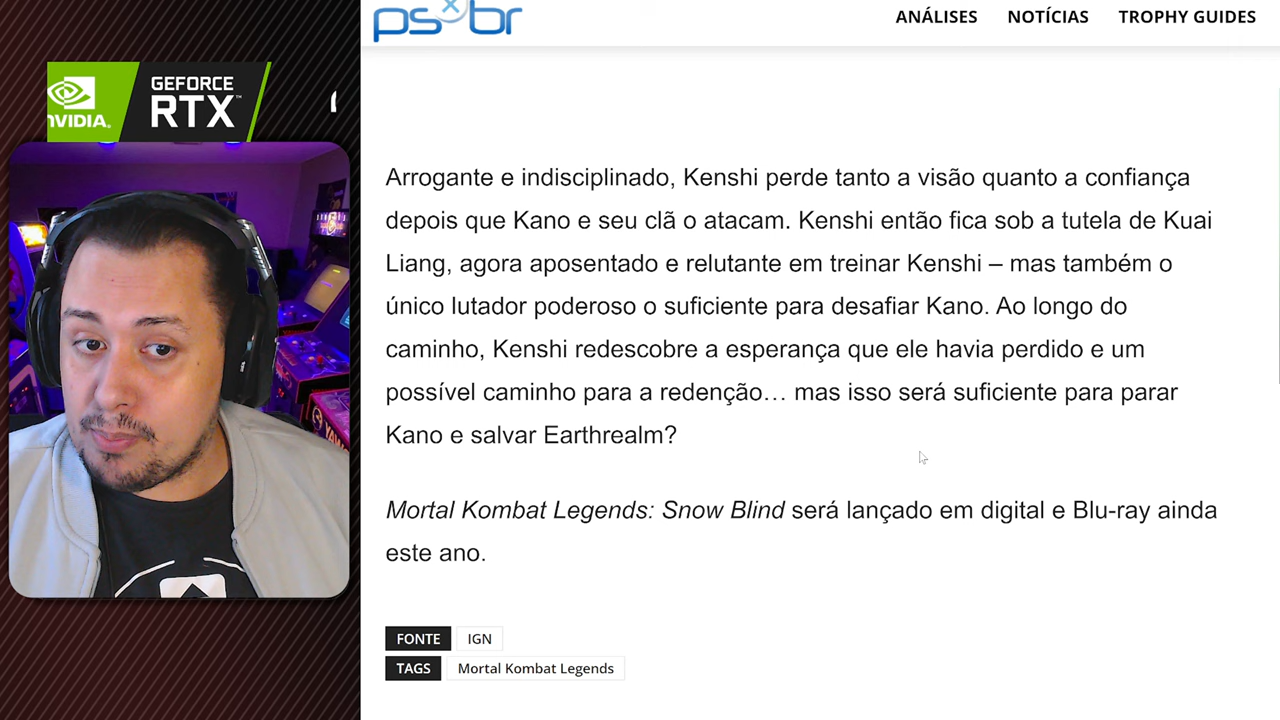 psxbr
ANÁLISES NOTÍCIAS TROPHY GUIDES
NVIDIA.
GEFORCE
RTX™
Arrogante e indisciplinado, Kenshi perde tanto a visão quanto a confiança
depois que Kano e seu clã o atacam. Kenshi então fica sob a tutela de Kuai
Liang, agora aposentado e relutante em treinar Kenshi – mas também o
único lutador poderoso o suficiente para desafiar Kano. Ao longo do
caminho, Kenshi redescobre a esperança que ele havia perdido e um
possível caminho para a redenção… mas isso será suficiente para parar
Kano e salvar Earthrealm?
Mortal Kombat Legends: Snow Blind será lançado em digital e Blu-ray ainda
este ano.
FONTE IGN
TAGS Mortal Kombat Legends